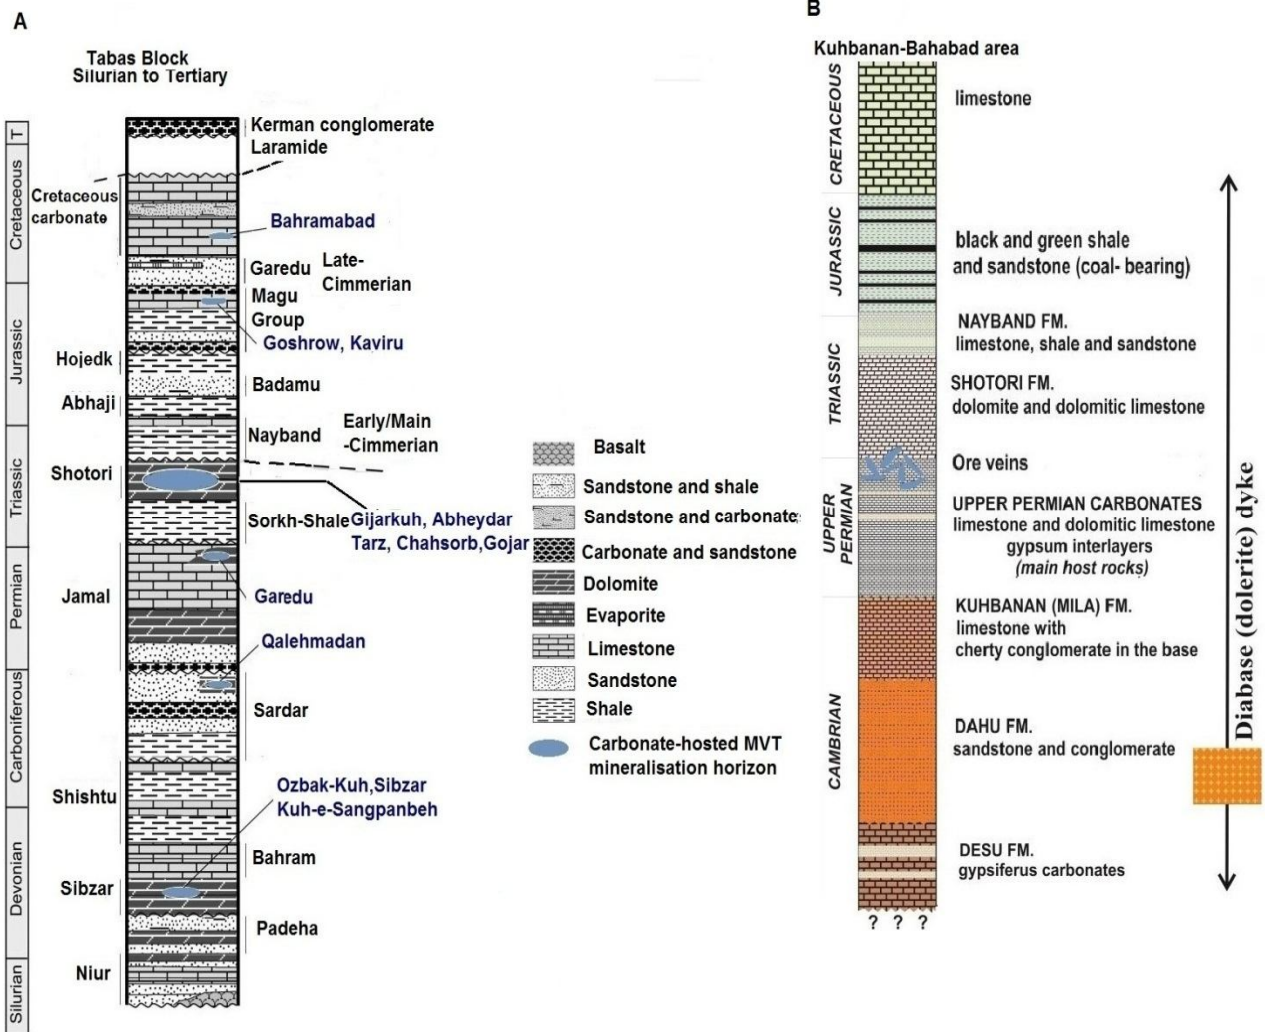 A
Tabas Block
Silurian to Tertiary
T
Cretaceous
Jurassic
Triassic
Permian
Carboniferous
Devonian
Silurian
Kerman conglomerate
Laramide
Cretaceous
carbonate
Bahramabad
Garedu
Late-
Cimmerian
Magu
Group
Goshrow, Kaviru
Hojedk
Badamu
Abhaji
Nayband
Early/Main
-Cimmerian
Shotori
Sorkh-Shale
Gijarkuh, Abheydar
Tarz, Chahsorb,Gojar
Jamal
Garedu
Qalehmadan
Sardar
Shishtu
Ozbak-Kuh,Sibzar
Kuh-e-Sangpanbeh
Bahram
Sibzar
Padeha
Niur
Basalt
Sandstone and shale
Sandstone and carbonate
Carbonate and sandstone
Dolomite
Evaporite
Limestone
Sandstone
Shale
Carbonate-hosted MVT
mineralisation horizon
B
Kuhbanan-Bahabad area
CRETACEOUS
JURASSIC
TRIASSIC
UPPER
PERMIAN
CAMBRIAN
limestone
black and green shale
and sandstone (coal- bearing)
NAYBAND FM.
limestone, shale and sandstone
SHOTORI FM.
dolomite and dolomitic limestone
Ore veins
UPPER PERMIAN CARBONATES
limestone and dolomitic limestone
gypsum interlayers
(main host rocks)
KUHBANAN (MILA) FM.
limestone with
cherty conglomerate in the base
DAHU FM.
sandstone and conglomerate
DESU FM.
gypsiferus carbonates
? ? ?
Diabase (dolerite) dyke